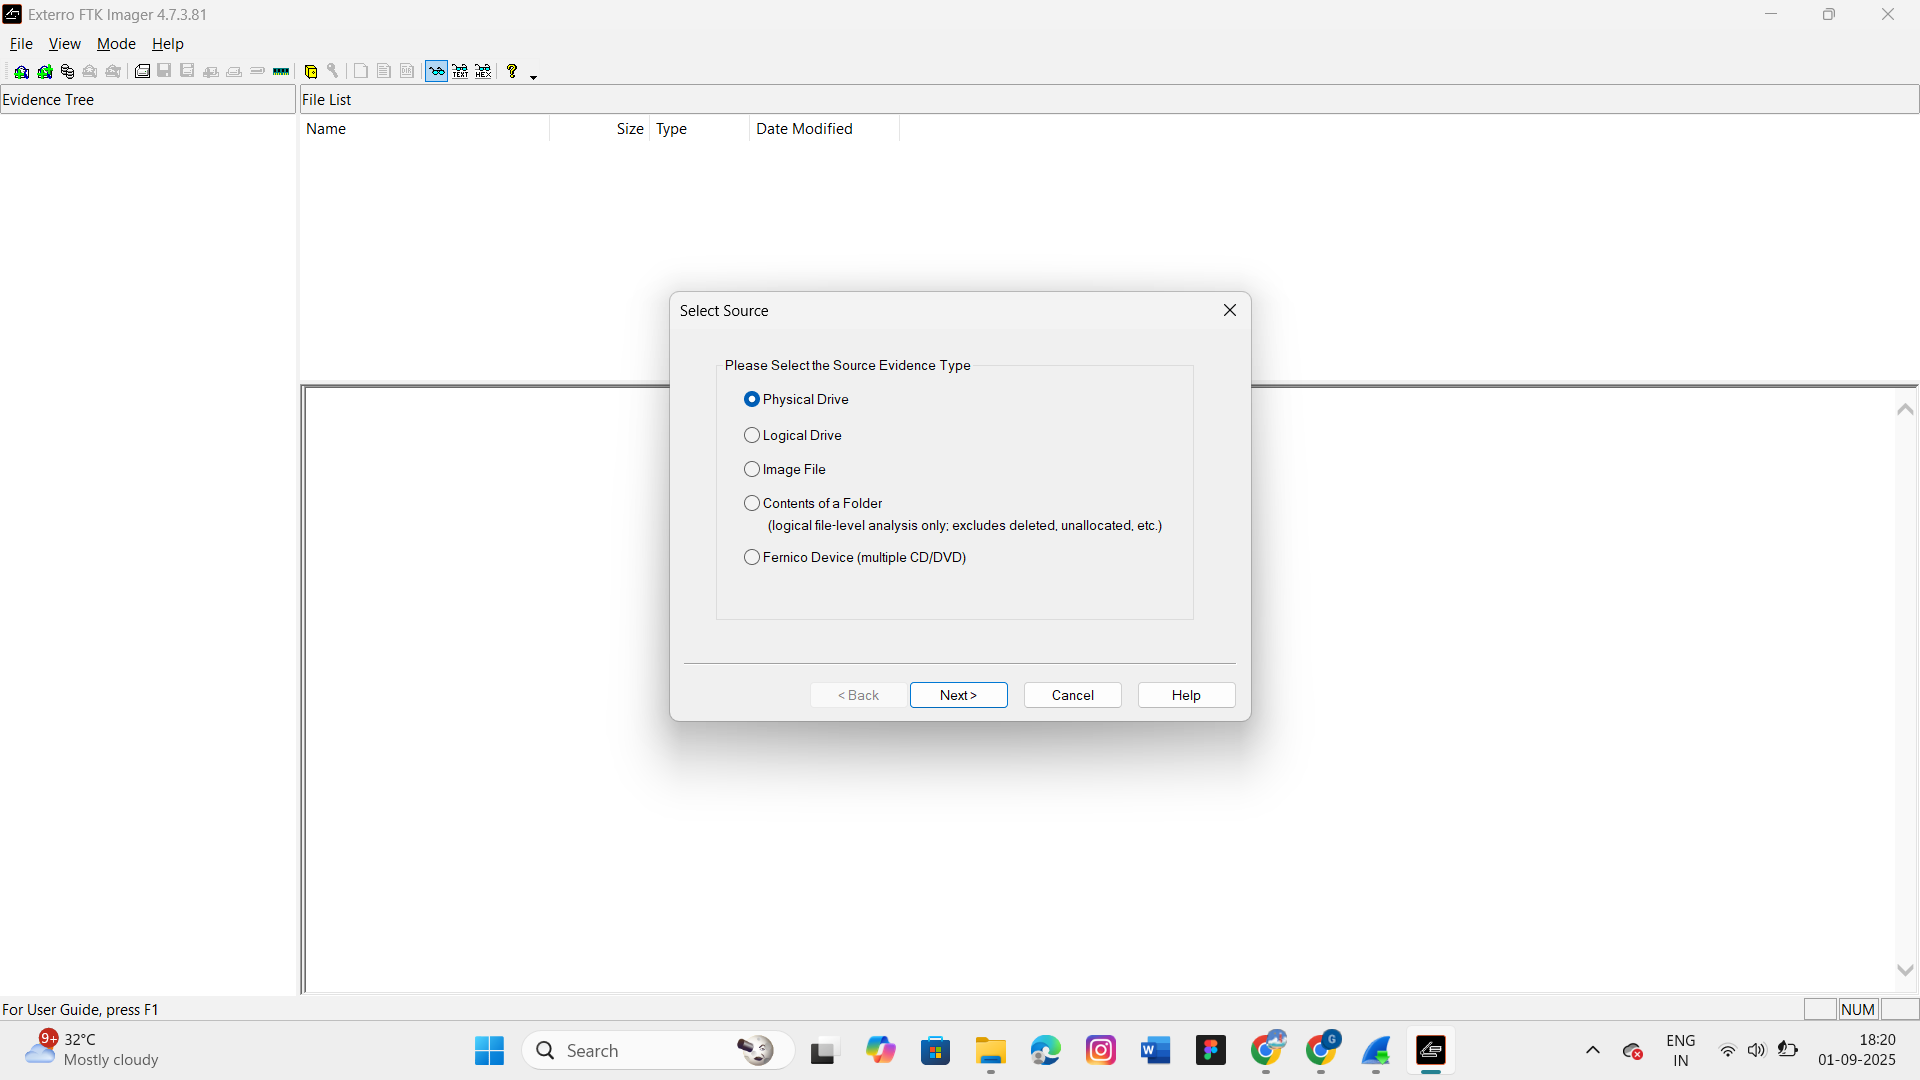 Exterro FTK Imager 4.7.3.81
File View Mode Help
Evidence Tree
File List
Name Size Type Date Modified
Select Source
Please Select the Source Evidence Type
Physical Drive
Logical Drive
Image File
Contents of a Folder
(logical file-level analysis only; excludes deleted, unallocated, etc.)
Fernico Device (multiple CD/DVD)
< Back Next > Cancel Help
For User Guide, press F1
NUM
9+
32°C
Mostly cloudy
Search
G
ENG
IN
18:20
01-09-2025